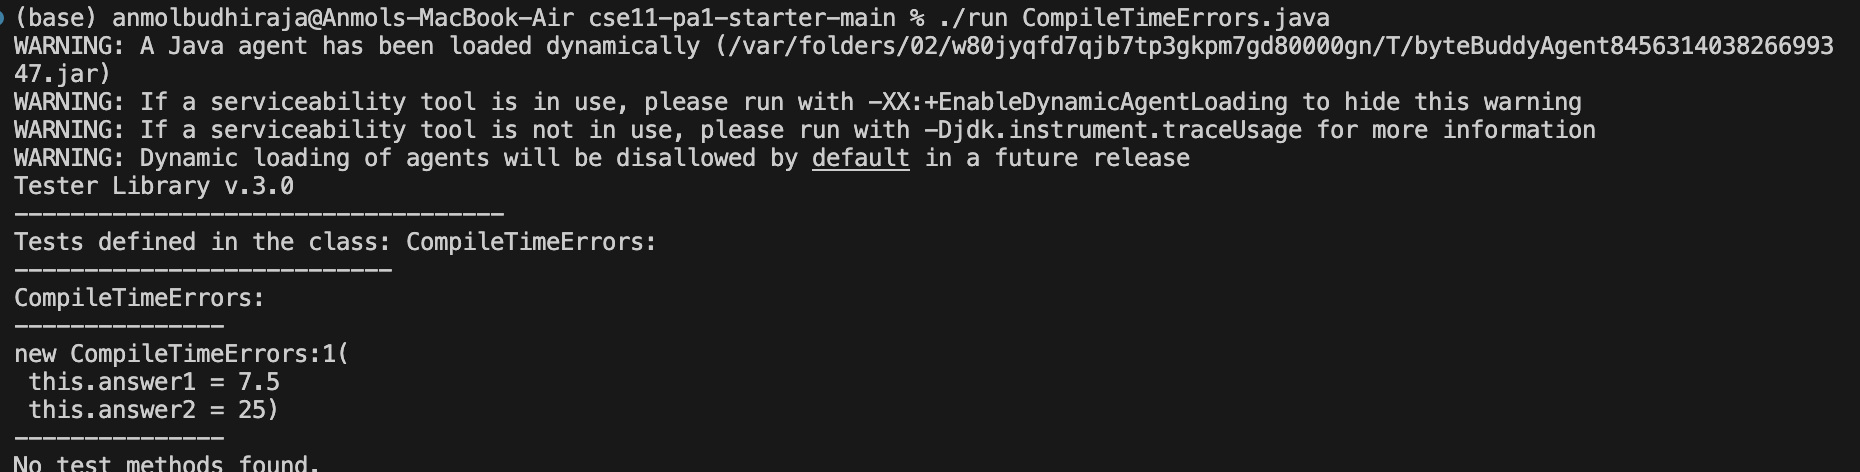 (base) anmolbudhiraja@Anmols-MacBook-Air cse11-pa1-starter-main % ./run CompileTimeErrors.java
WARNING: A Java agent has been loaded dynamically (/var/folders/02/w80jyqfd7qjb7tp3gkpm7gd80000gn/T/byteBuddyAgent8456314038266993
47.jar)
WARNING: If a serviceability tool is in use, please run with -XX:+EnableDynamicAgentLoading to hide this warning
WARNING: If a serviceability tool is not in use, please run with -Djdk.instrument.traceUsage for more information
WARNING: Dynamic loading of agents will be disallowed by default in a future release
Tester Library v.3.0
-----------------------------------
Tests defined in the class: CompileTimeErrors:
---------------------------
CompileTimeErrors:
---------------
new CompileTimeErrors:1(
 this.answer1 = 7.5
 this.answer2 = 25)
---------------
No test methods found.